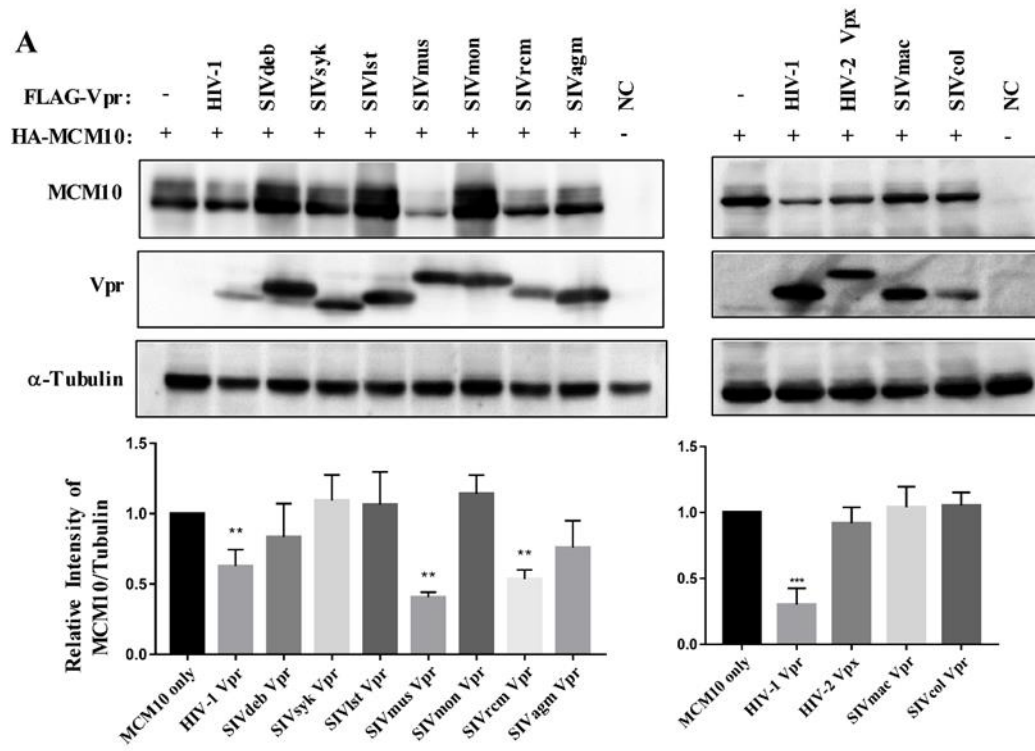 A
FLAG-Vpr: - HIV-1 SIVdeb SIVsyk SIVlst SIVmus SIVmon SIVrcm SIVagm NC
HA-MCM10: + + + + + + + + + -
MCM10
Vpr
α-Tubulin
- HIV-1 HIV-2 Vpx SIVmac SIVcol NC
+ + + + + -
Relative Intensity of
MCM10/Tubulin
1.5
1.0
0.5
0.0
**
**
**
MCM10 only
HIV-1 Vpr
SIVdeb Vpr
SIVsyk Vpr
SIVlst Vpr
SIVmus Vpr
SIVmon Vpr
SIVrcm Vpr
SIVagm Vpr
1.5
1.0
0.5
0.0
***
MCM10 only
HIV-1 Vpr
HIV-2 Vpx
SIVmac Vpr
SIVcol Vpr